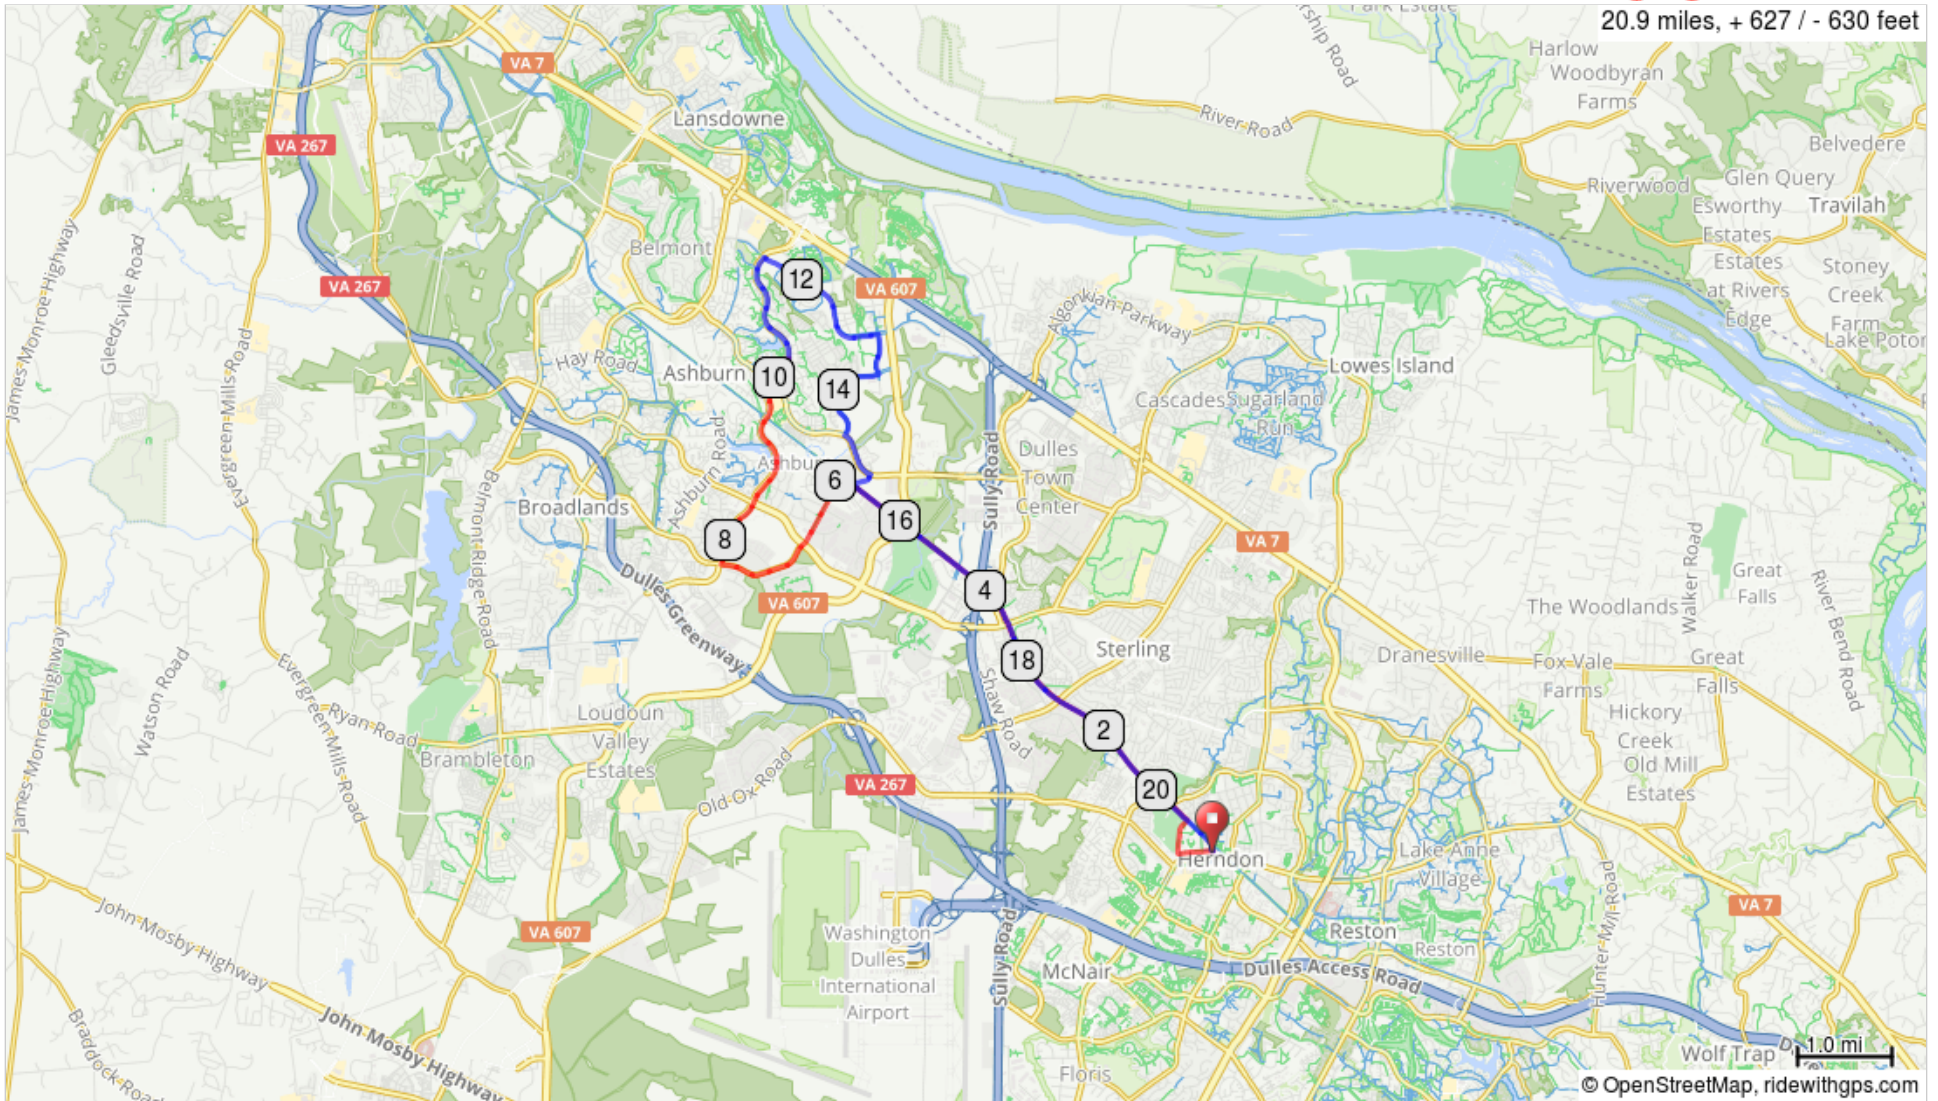 Park Estate
20.9 miles, + 627 / - 630 feet
VA 7
Harlow
Woodbyran
Farms
River Road
Lansdowne
VA 267
Belvedere
Riverwood
Glen Query
Esworthy
Estates
Travilah
James Monroe Highway
Gleedsville Road
Belmont
12
VA 607
VA 267
Estates
at Rivers
Edge
Stoney
Creek
Farm
Algonkian Parkway
Evergreen Mills Road
Hay Road
Ashburn
10
14
Lowes Island
Cascades
Sugarland
Run
Ashburn Road
Sully Road
Dulles
Town
Center
6
Belmont Ridge Road
Broadlands
16
8
VA 7
Walker Road
Great
Falls
River Bend Road
Dulles Greenway
VA 607
4
The Woodlands
Sterling
18
Dranesville
Fox Vale
Farms
Great
Falls
James Monroe Highway
Watson Road
Evergreen Mills Road
Shaw Road
Ryan Road
Brambleton
Loudoun
Valley
Estates
2
Hickory
Creek
Old Mill
Estates
Old Ox Road
VA 267
20
Herndon
Lake Anne
Village
John Mosby Highway
VA 607
Washington
Dulles
International
Airport
Sully Road
McNair
Reston
Reston
Hunter Mill Road
VA 7
Dulles Access Road
John Mosby Highway
Braddock Road
Floris
Wolf Trap
1.0 mi
© OpenStreetMap, ridewithgps.com